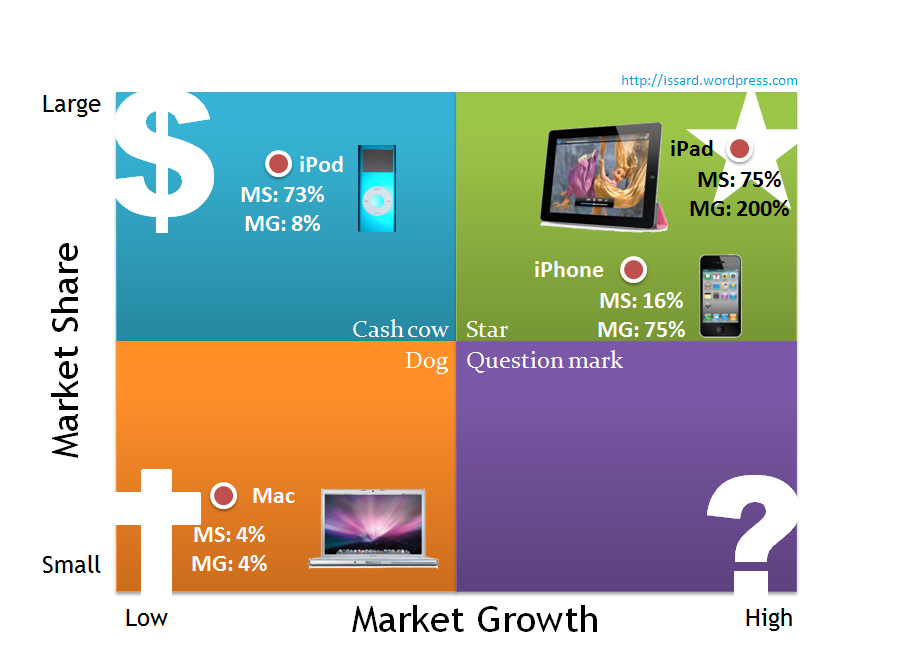 http://issard.wordpress.com
Large
$
iPod
MS: 73%
MG: 8%
iPad
MS: 75%
MG: 200%
iPhone
MS: 16%
MG: 75%
Cash cow
Star
Market Share
Dog
Question mark
Mac
MS: 4%
MG: 4%
?
Small
Low
Market Growth
High